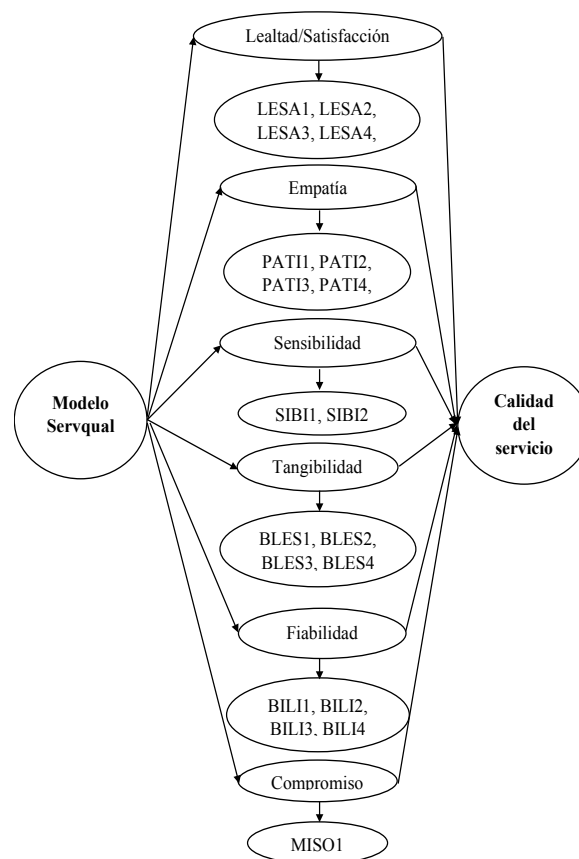 Lealtad/Satisfacción
LESA1, LESA2,
LESA3, LESA4,
Empatía
PATI1, PATI2,
PATI3, PATI4,
Sensibilidad
Modelo
Servqual
SIBI1, SIBI2
Calidad
del
servicio
Tangibilidad
BLES1, BLES2,
BLES3, BLES4
Fiabilidad
BILI1, BILI2,
BILI3, BILI4
Compromiso
MISO1